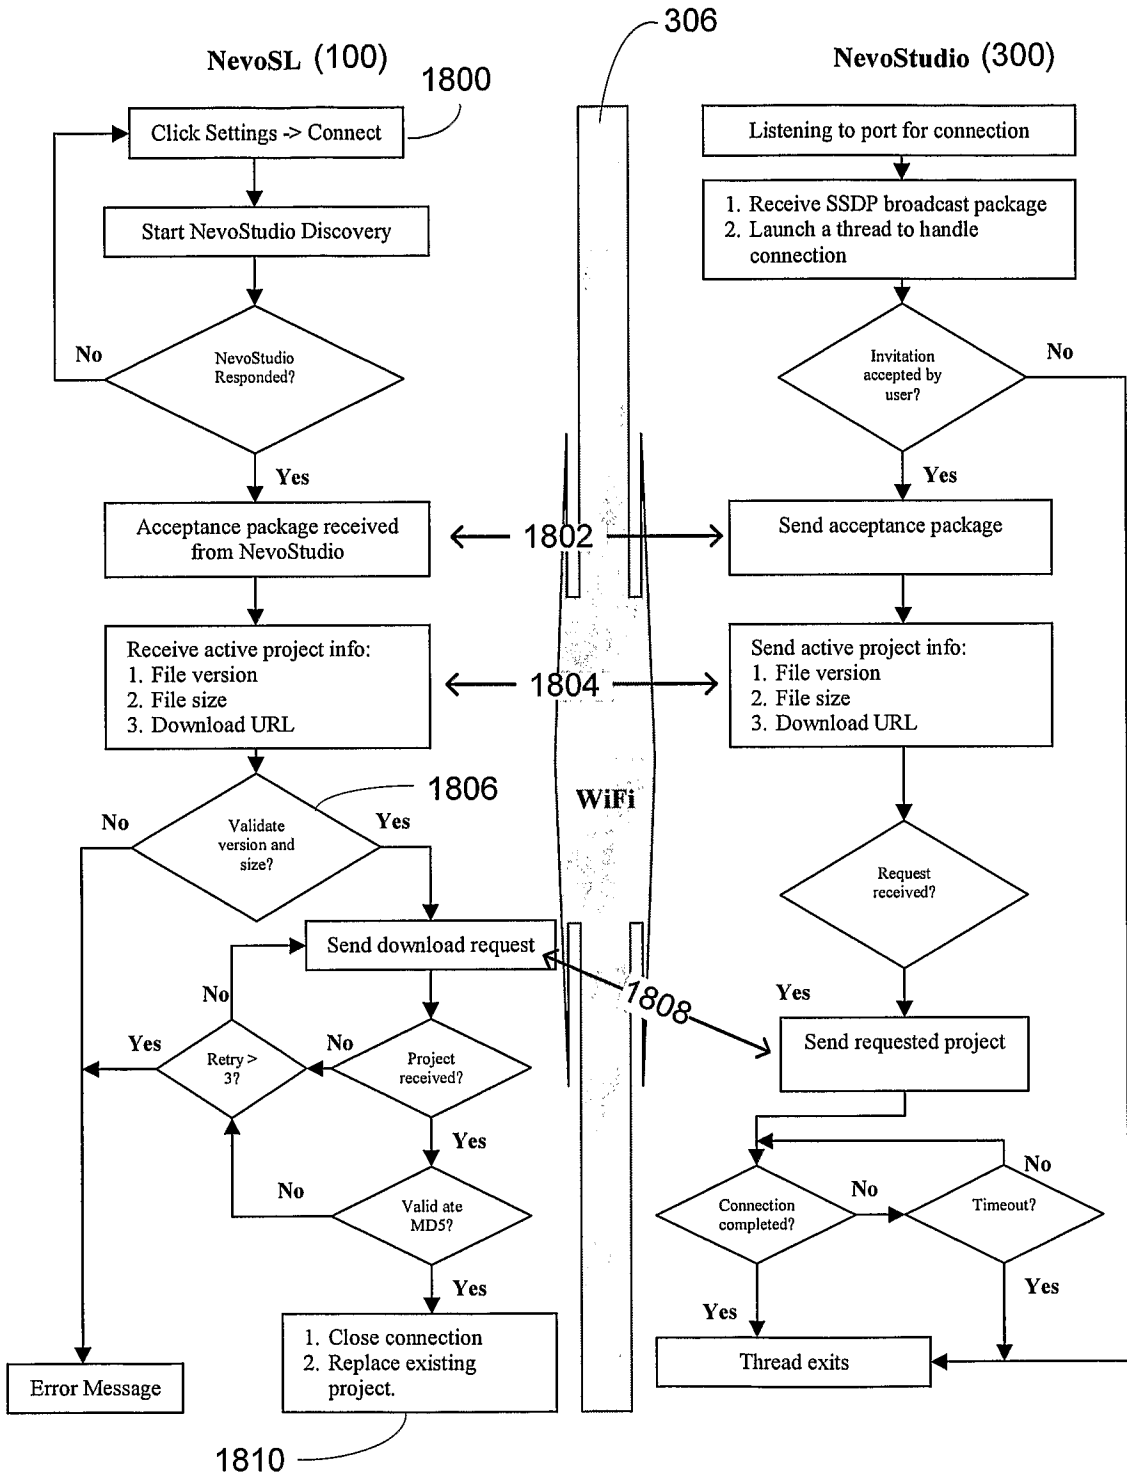 306
NevoSL (100)
1800
Click Settings -> Connect
Start NevoStudio Discovery
NevoStudio
Responded?
No
Yes
Acceptance package received
from NevoStudio
Receive active project info:
1. File version
2. File size
3. Download URL
1806
Validate
version and
size?
No
Yes
Send download request
No
Retry >
3?
Yes
No
Project
received?
Yes
No
Valid ate
MD5?
Yes
Error Message
1. Close connection
2. Replace existing
project.
1810
1802
1804
WiFi
1808
NevoStudio (300)
Listening to port for connection
1. Receive SSDP broadcast package
2. Launch a thread to handle
connection
Invitation
accepted by
user?
No
Yes
Send acceptance package
Send active project info:
1. File version
2. File size
3. Download URL
Request
received?
Yes
Send requested project
Connection
completed?
No
Timeout?
No
Yes
Yes
Thread exits